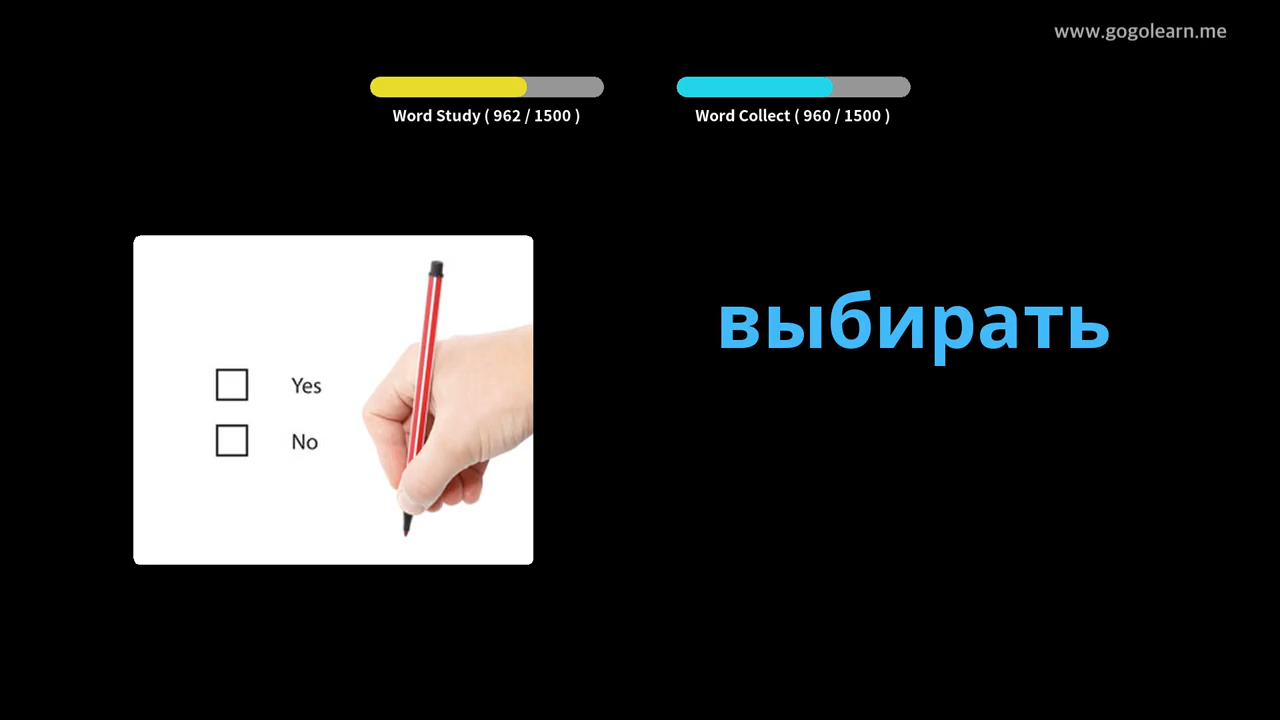 www.gogolearn.me
Word Study ( 962 / 1500 )
Word Collect ( 960 / 1500 )
выбирать
Yes
No